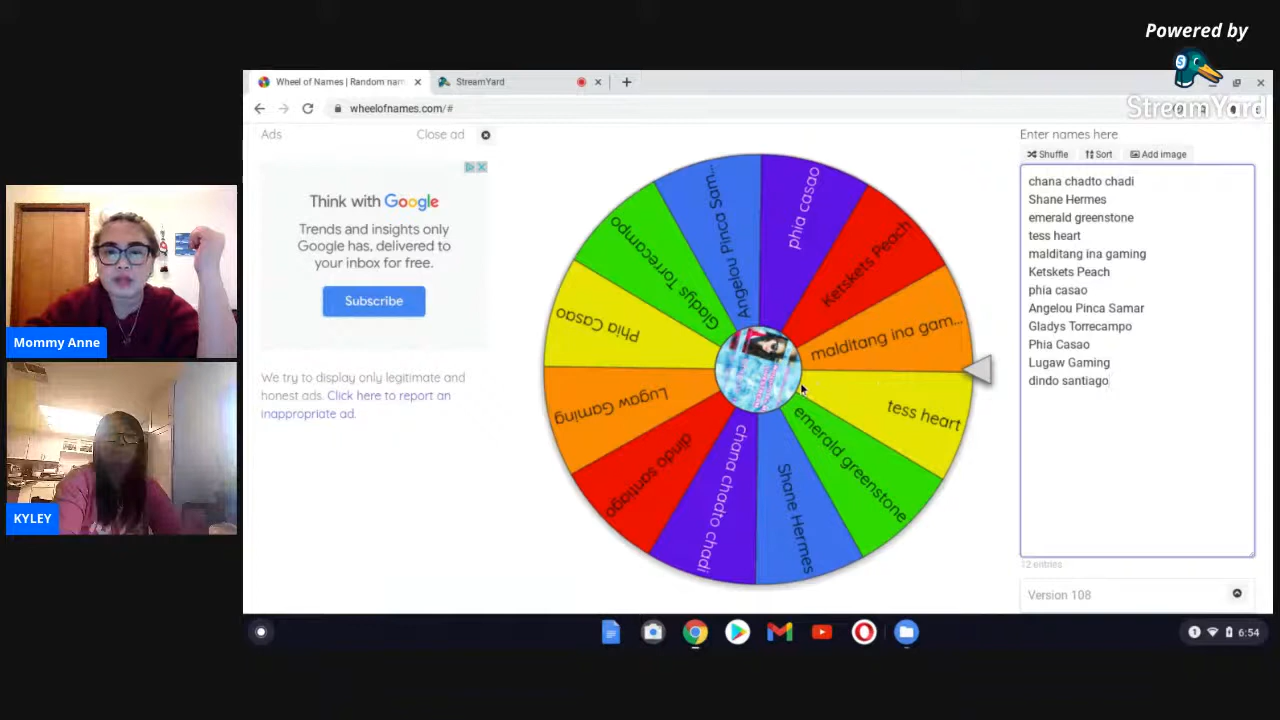 Powered by
StreamYard
Wheel of Names | Random nam
StreamYard
wheelofnames.com/#
Ads
Close ad
Think with Google
Trends and insights only
Google has, delivered to
your inbox for free.
Subscribe
We try to display only legitimate and
honest ads. Click here to report an
inappropriate ad.
phia casao
Ketskets Peach
malditang ina gam...
tess heart
emerald greenstone
Shane Hermes
chana chadto chadi
dindo santiago
Lugaw Gaming
Phia Casao
Gladys Torrecampo
Angelou Pinca Sam...
Enter names here
Shuffle
Sort
Add image
chana chadto chadi
Shane Hermes
emerald greenstone
tess heart
malditang ina gaming
Ketskets Peach
phia casao
Angelou Pinca Samar
Gladys Torrecampo
Phia Casao
Lugaw Gaming
dindo santiago
12 entries
Version 108
Mommy Anne
KYLEY
1
6:54